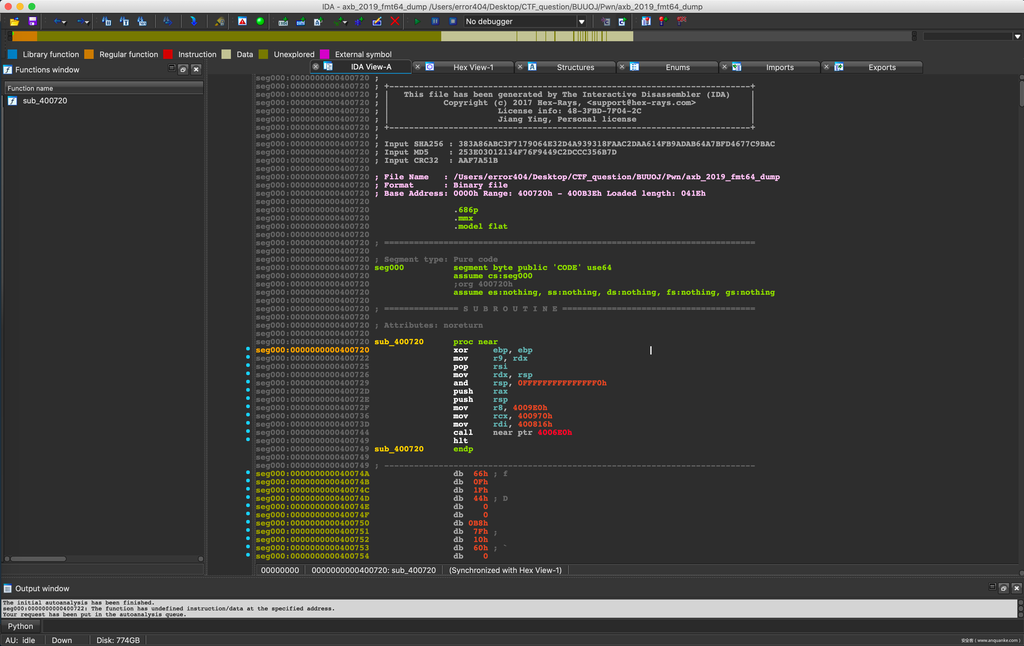 IDA - axb_2019_fmt64_dump /Users/error404/Desktop/CTF_question/BUUOJ/Pwn/axb_2019_fmt64_dump
No debugger
Library function Regular function Instruction Data Unexplored External symbol
Functions window
IDA View-A Hex View-1 Structures Enums Imports Exports
Function name
sub_400720
seg000:0000000000400720 ;
seg000:0000000000400720 ; +-------------------------------------------------------------------------+
seg000:0000000000400720 ; | This file has been generated by The Interactive Disassembler (IDA) |
seg000:0000000000400720 ; | Copyright (c) 2017 Hex-Rays, <support@hex-rays.com> |
seg000:0000000000400720 ; | License info: 48-3FBD-7F04-2C |
seg000:0000000000400720 ; | Jiang Ying, Personal license |
seg000:0000000000400720 ; +-------------------------------------------------------------------------+
seg000:0000000000400720 ;
seg000:0000000000400720 ; Input SHA256 : 383A86ABC3F7179064E32D4A939318FAAC2DAA614FB9ADAB64A7BFD4677C9BAC
seg000:0000000000400720 ; Input MD5 : 253E03012134F76F9449C2DCCC356B7D
seg000:0000000000400720 ; Input CRC32 : AAF7A51B
seg000:0000000000400720
seg000:0000000000400720 ; File Name : /Users/error404/Desktop/CTF_question/BUUOJ/Pwn/axb_2019_fmt64_dump
seg000:0000000000400720 ; Format : Binary file
seg000:0000000000400720 ; Base Address: 0000h Range: 400720h - 400B3Eh Loaded length: 041Eh
seg000:0000000000400720
seg000:0000000000400720 .686p
seg000:0000000000400720 .mmx
seg000:0000000000400720 .model flat
seg000:0000000000400720
seg000:0000000000400720 ; ===========================================================================
seg000:0000000000400720
seg000:0000000000400720 ; Segment type: Pure code
seg000:0000000000400720 seg000 segment byte public 'CODE' use64
seg000:0000000000400720 assume cs:seg000
seg000:0000000000400720 ;org 400720h
seg000:0000000000400720 assume es:nothing, ss:nothing, ds:nothing, fs:nothing, gs:nothing
seg000:0000000000400720
seg000:0000000000400720 ; =============== S U B R O U T I N E =======================================
seg000:0000000000400720
seg000:0000000000400720 ; Attributes: noreturn
seg000:0000000000400720
seg000:0000000000400720 sub_400720 proc near
seg000:0000000000400720 xor ebp, ebp
seg000:0000000000400722 mov r9, rdx
seg000:0000000000400725 pop rsi
seg000:0000000000400726 mov rdx, rsp
seg000:0000000000400729 and rsp, 0FFFFFFFFFFFFFFF0h
seg000:000000000040072D push rax
seg000:000000000040072E push rsp
seg000:000000000040072F mov r8, 4009E0h
seg000:0000000000400736 mov rcx, 400970h
seg000:000000000040073D mov rdi, 400816h
seg000:0000000000400744 call near ptr 4006E0h
seg000:0000000000400749 hlt
seg000:0000000000400749 sub_400720 endp
seg000:0000000000400749
seg000:0000000000400749 ; ---------------------------------------------------------------------------
seg000:000000000040074A db 66h ; f
seg000:000000000040074B db 0Fh
seg000:000000000040074C db 1Fh
seg000:000000000040074D db 44h ; D
seg000:000000000040074E db 0
seg000:000000000040074F db 0
seg000:0000000000400750 db 0B8h
seg000:0000000000400751 db 7Fh ;
seg000:0000000000400752 db 10h
seg000:0000000000400753 db 60h ; `
seg000:0000000000400754 db 0
00000000 0000000000400720: sub_400720 (Synchronized with Hex View-1)
Output window
The initial autoanalysis has been finished.
seg000:0000000000400722: The function has undefined instruction/data at the specified address.
Your request has been put in the autoanalysis queue.
Python
AU: idle Down Disk: 774GB
安全客 ( www.anquanke.com )